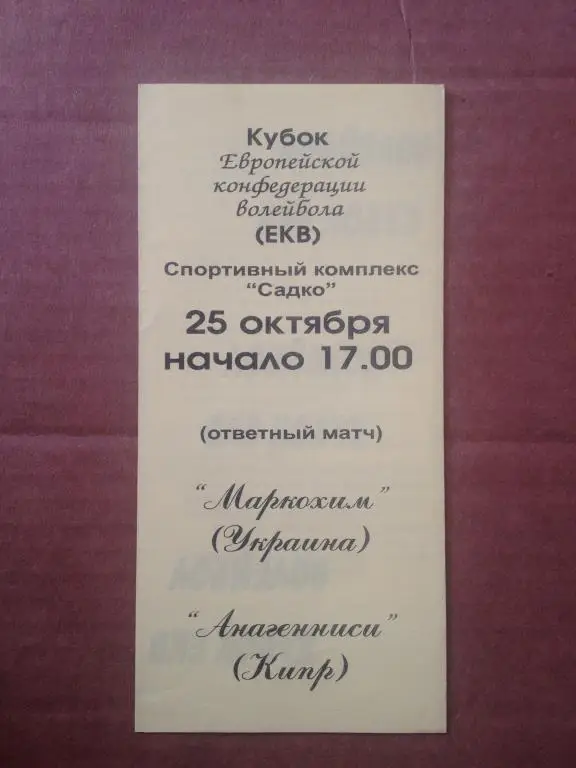 Кубок
Европейской
конфедерации
волейбола
(ЕКВ)
Спортивный комплекс
“Садко”
25 октября
начало 17.00
(ответный матч)
“Маркохим”
(Украина)
“Анагенниси”
(Кипр)